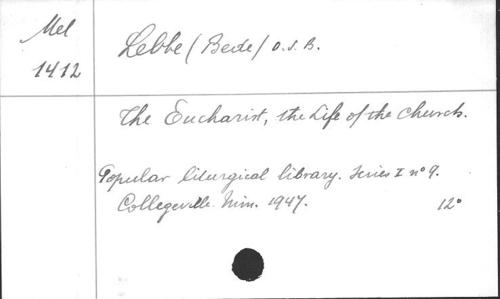 Mel
1412
Lebbe (Bede) O.S.B.
The Eucharist, the Life of the Church.
Popular liturgical library. Series I n° 9.
Collegeville Minn. 1947. 12°